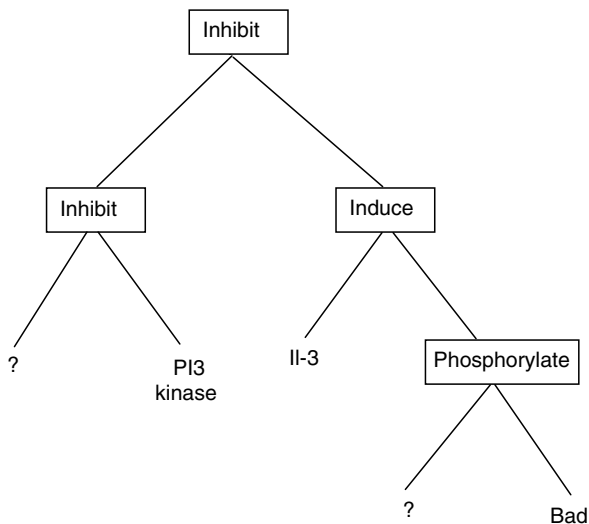 Inhibit
Inhibit
Induce
?
PI3
kinase
Il-3
Phosphorylate
?
Bad